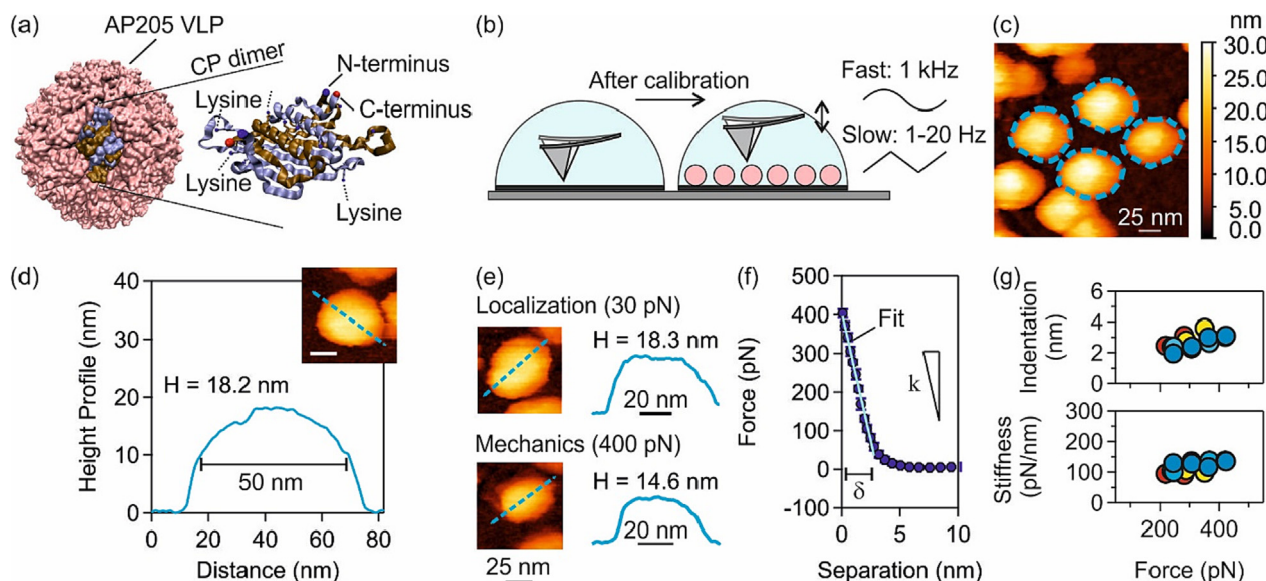 (a)
AP205 VLP
CP dimer
N-terminus
C-terminus
Lysine
Lysine
Lysine
(b)
After calibration
Fast: 1 kHz
Slow: 1-20 Hz
(c)
nm
30.0
25.0
20.0
15.0
10.0
5.0
0.0
25 nm
(d)
Height Profile (nm)
40
30
20
10
0
H = 18.2 nm
50 nm
0 20 40 60 80
Distance (nm)
(e)
Localization (30 pN)
H = 18.3 nm
20 nm
Mechanics (400 pN)
H = 14.6 nm
20 nm
25 nm
(f)
Force (pN)
500
400
300
200
100
0
-100
Fit
k
δ
0 5 10
Separation (nm)
(g)
Indentation
(nm)
6
4
2
0
Stiffness
(pN/nm)
300
200
100
0
200 400
Force (pN)